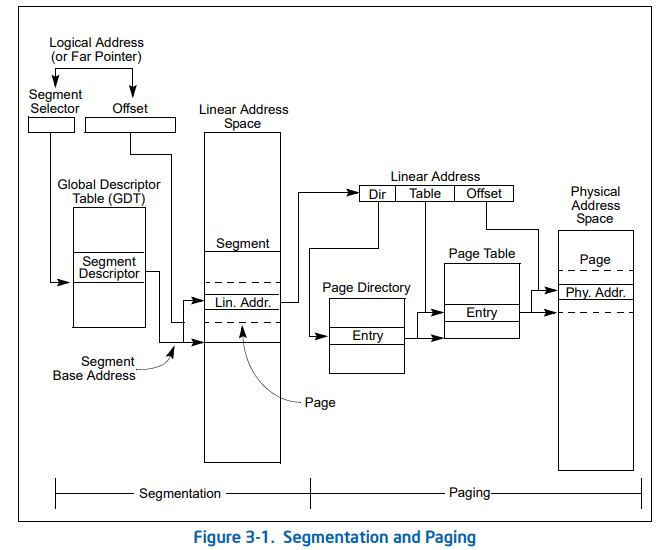 Logical Address
(or Far Pointer)
Segment
Selector
Offset
Linear Address
Space
Global Descriptor
Table (GDT)
Segment
Descriptor
Segment
Lin. Addr.
Segment
Base Address
Page
Linear Address
Dir
Table
Offset
Page Directory
Entry
Page Table
Entry
Physical
Address
Space
Page
Phy. Addr.
Segmentation
Paging
Figure 3-1. Segmentation and Paging